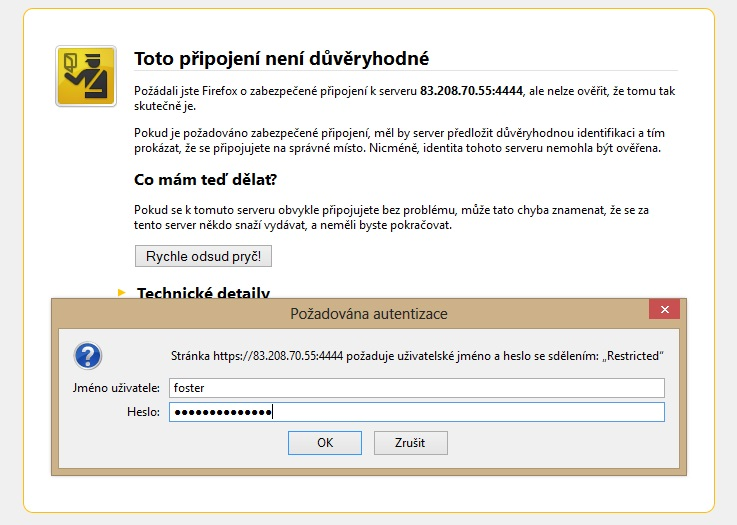 Toto připojení není důvěryhodné
Požádali jste Firefox o zabezpečené připojení k serveru 83.208.70.55:4444, ale nelze ověřit, že tomu tak
skutečně je.
Pokud je požadováno zabezpečené připojení, měl by server předložit důvěryhodnou identifikaci a tím
prokázat, že se připojujete na správné místo. Nicméně, identita tohoto serveru nemohla být ověřena.
Co mám teď dělat?
Pokud se k tomuto serveru obvykle připojujete bez problému, může tato chyba znamenat, že se za
tento server někdo snaží vydávat, a neměli byste pokračovat.
Rychle odsud pryč!
Technické detaily
Požadována autentizace
Stránka https://83.208.70.55:4444 požaduje uživatelské jméno a heslo se sdělením: „Restricted“
Jméno uživatele: foster
Heslo: ●●●●●●●●●●●●●●
OK Zrušit